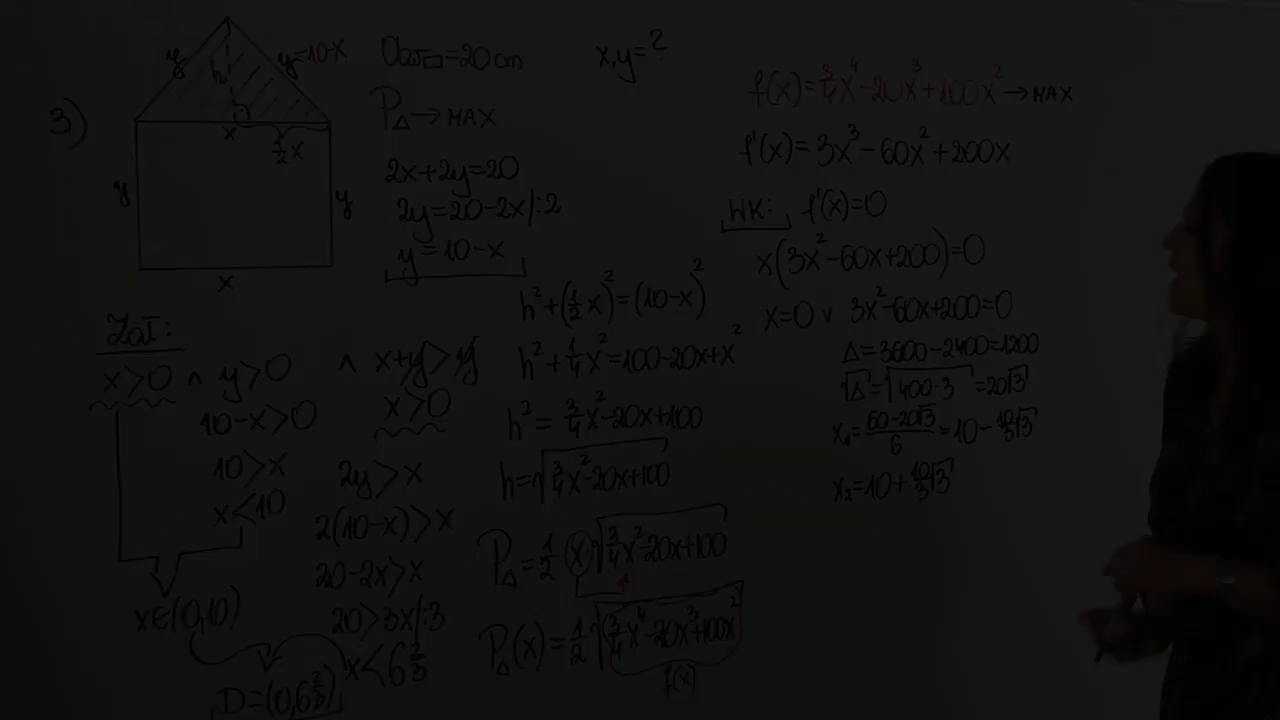 3)
y
h
y=10-x
x
½x
y
y
x
Obw□=20cm
P△→MAX
2x+2y=20
2y=20-2x/:2
y=10-x
x,y=?
Zał:
x>0 ∧ y>0 ∧ x+y>y
10-x>0
10>x
x<10
x∈(0,10)
x>0
2y>x
2(10-x)>x
20-2x>x
20>3x/:3
x<6⅔
D=(0,6⅔)
h²+(½x)²=(10-x)²
h²+¼x²=100-20x+x²
h²=¾x²-20x+100
h=√(¾x²-20x+100)
P△=½x√(¾x²-20x+100)
P△(x)=½√(¾x⁴-20x³+100x²)
f(x)
f(x)=¾x⁴-20x³+100x²→MAX
f'(x)=3x³-60x²+200x
WK: f'(x)=0
x(3x²-60x+200)=0
x=0 ∨ 3x²-60x+200=0
Δ=3600-2400=1200
√Δ=√(400·3)=20√3
x₁=(60-20√3)/6=10-10/3√3
x₂=10+10/3√3